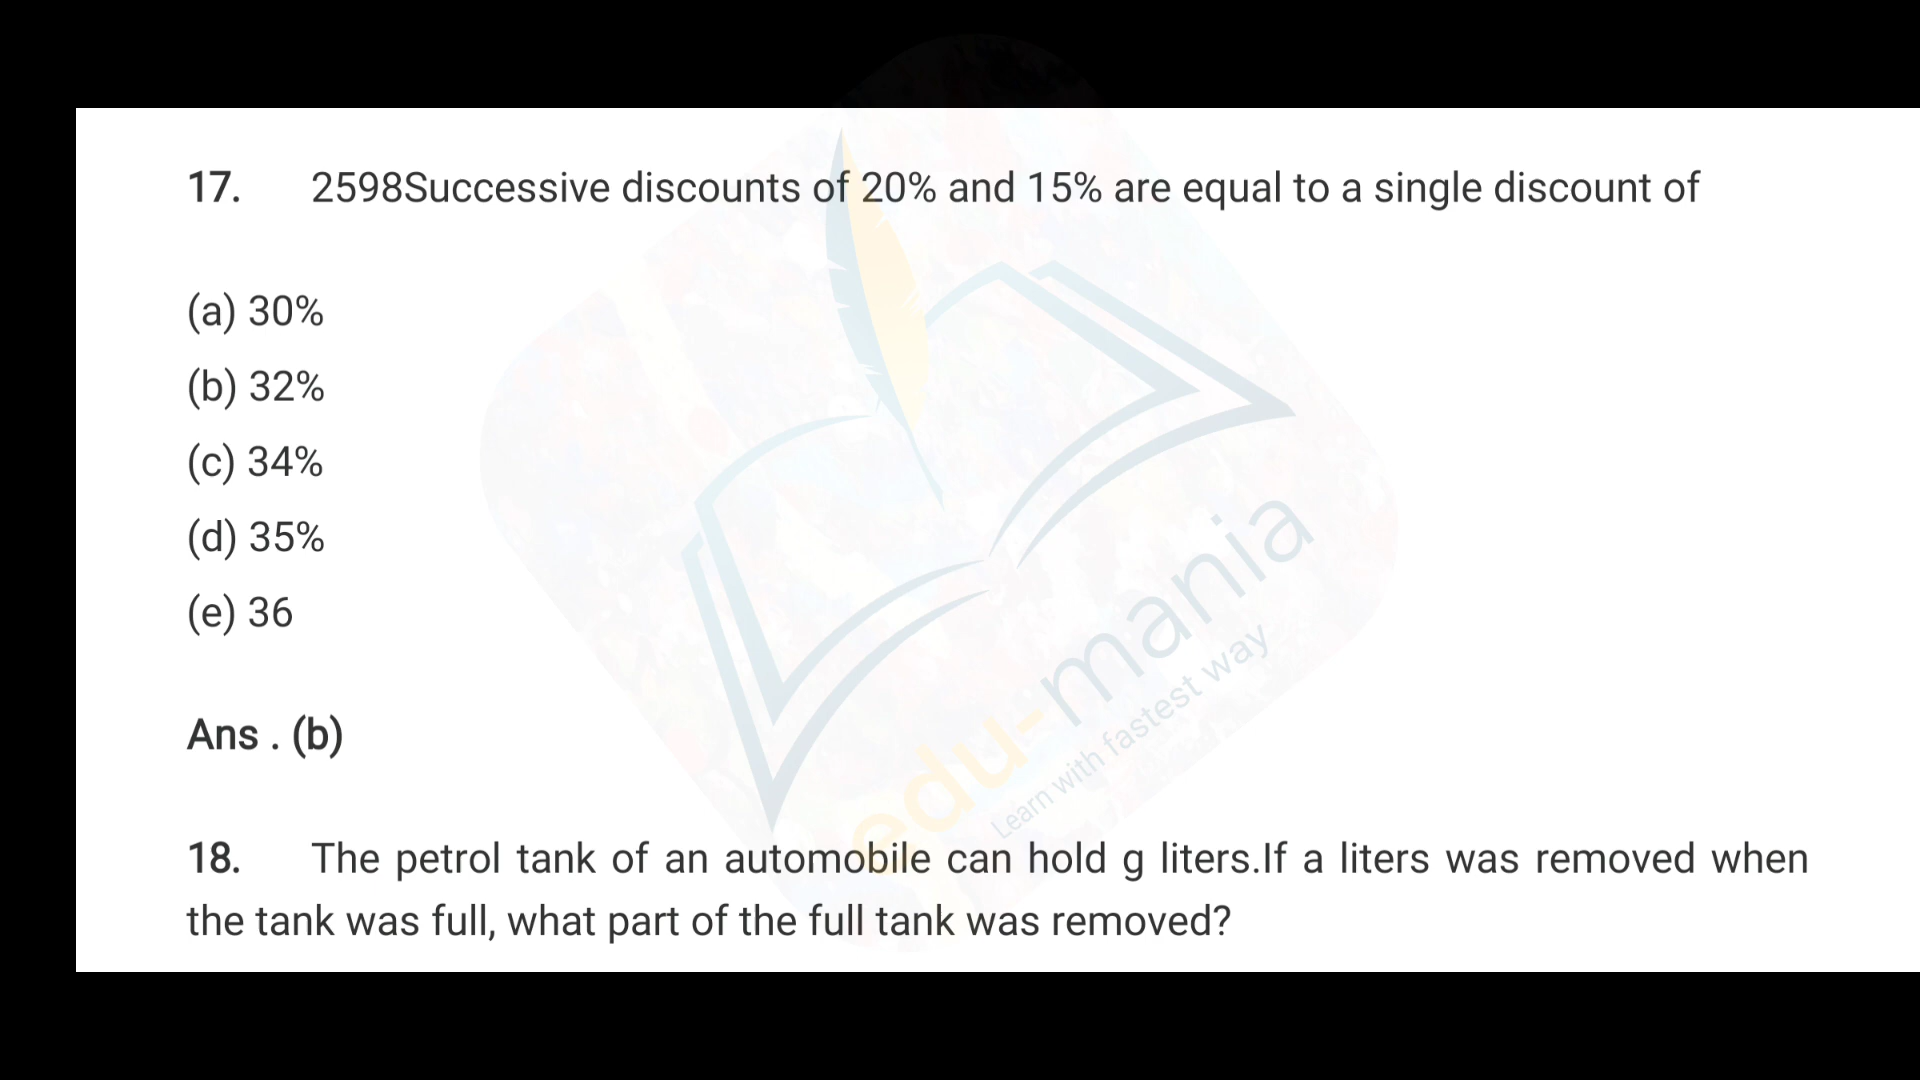 17. 2598Successive discounts of 20% and 15% are equal to a single discount of
(a) 30%
(b) 32%
(c) 34%
(d) 35%
(e) 36
Ans . (b)
18. The petrol tank of an automobile can hold g liters.If a liters was removed when
the tank was full, what part of the full tank was removed?
edu-mania
Learn with fastest way